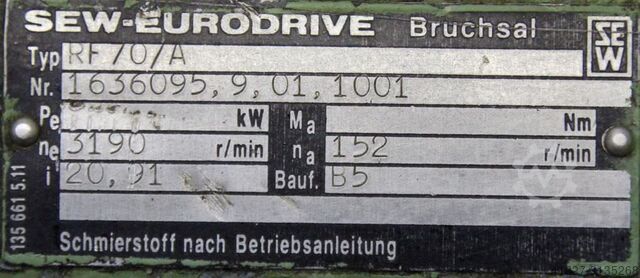 SEW-EURODRIVE Bruchsal SEW
Typ RF70/A
Nr. 1636095.9.01.1001
Pe kW Ma Nm
ne 3190 r/min na 152 r/min
i 20,91 Bauf. B5
Schmierstoff nach Betriebsanleitung
135 661 5.11